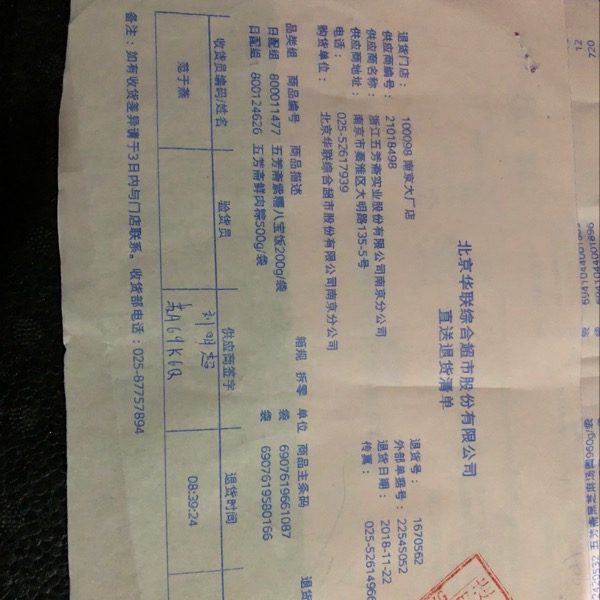 北京华联综合超市股份有限公司
直送退货清单
退货门店： 100098 南京大厂店 退货号： 1670562
供应商编号： 21018498 外部单据号： 22545052
供应商名称： 浙江五芳斋实业股份有限公司南京分公司 退货日期： 2018-11-22
供应商地址： 南京市秦淮区大明路135-5号 传真： 025-52614966
电话： 025-52617939
购货单位： 北京华联综合超市股份有限公司南京分公司
品类组 商品编号 商品描述 箱规 拆零 单位 商品主条码 退货
日配组 800011477 五芳斋紫糯八宝饭200g/袋 袋 6907619661087
日配组 800124626 五芳斋鲜肉粽500g/袋 袋 6907619580166
收货员编码/姓名 验货员 供应商签字 退货时间
范于燕 刘明超 08:39:24
A69K6Q
备注：如有收货差异请于3日内与门店联系。收货部电话：025-87757894
720
12